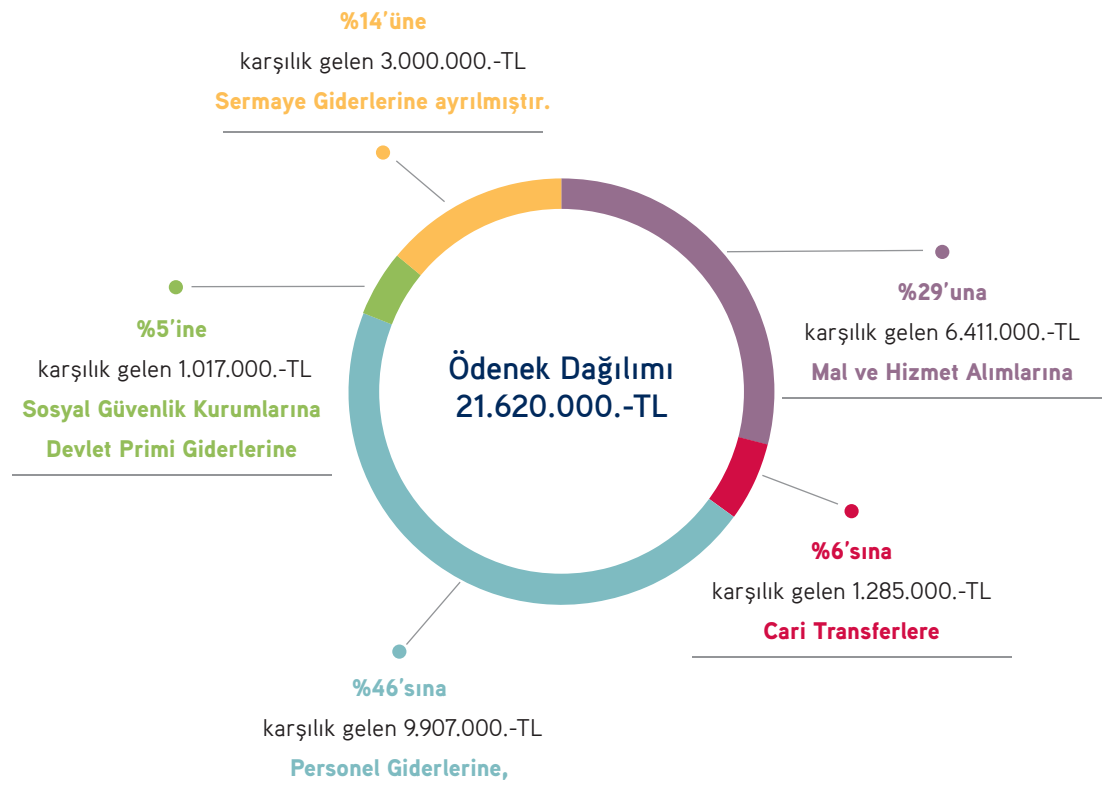 %14’üne
karşılık gelen 3.000.000.-TL
Sermaye Giderlerine ayrılmıştır.
%29’una
karşılık gelen 6.411.000.-TL
Mal ve Hizmet Alımlarına
%5’ine
karşılık gelen 1.017.000.-TL
Sosyal Güvenlik Kurumlarına
Devlet Primi Giderlerine
Ödenek Dağılımı
21.620.000.-TL
%6’sına
karşılık gelen 1.285.000.-TL
Cari Transferlere
%46’sına
karşılık gelen 9.907.000.-TL
Personel Giderlerine,